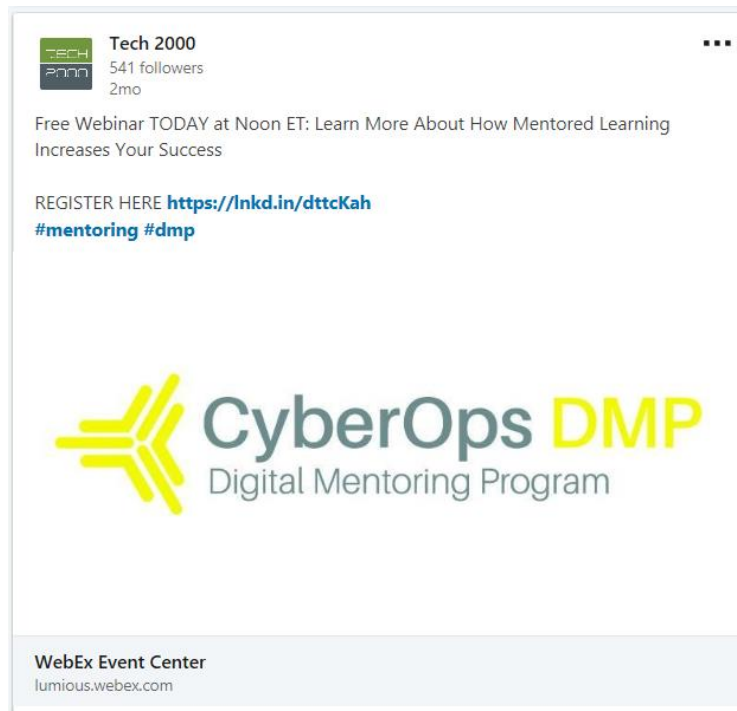 TECH
2000
Tech 2000
541 followers
2mo
Free Webinar TODAY at Noon ET: Learn More About How Mentored Learning
Increases Your Success
REGISTER HERE https://lnkd.in/dttcKah
#mentoring #dmp
CyberOps DMP
Digital Mentoring Program
WebEx Event Center
lumious.webex.com